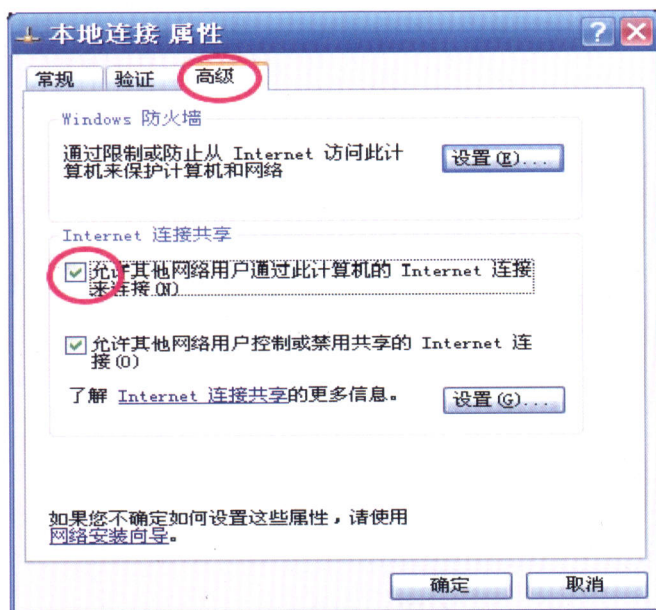 本地连接 属性
常规 验证 高级
Windows 防火墙
通过限制或防止从 Internet 访问此计
算机来保护计算机和网络
设置(E)...
Internet 连接共享
允许其他网络用户通过此计算机的 Internet 连接
来连接(N)
允许其他网络用户控制或禁用共享的 Internet 连
接(O)
了解 Internet 连接共享的更多信息。
设置(G)...
如果您不确定如何设置这些属性，请使用
网络安装向导。
确定 取消